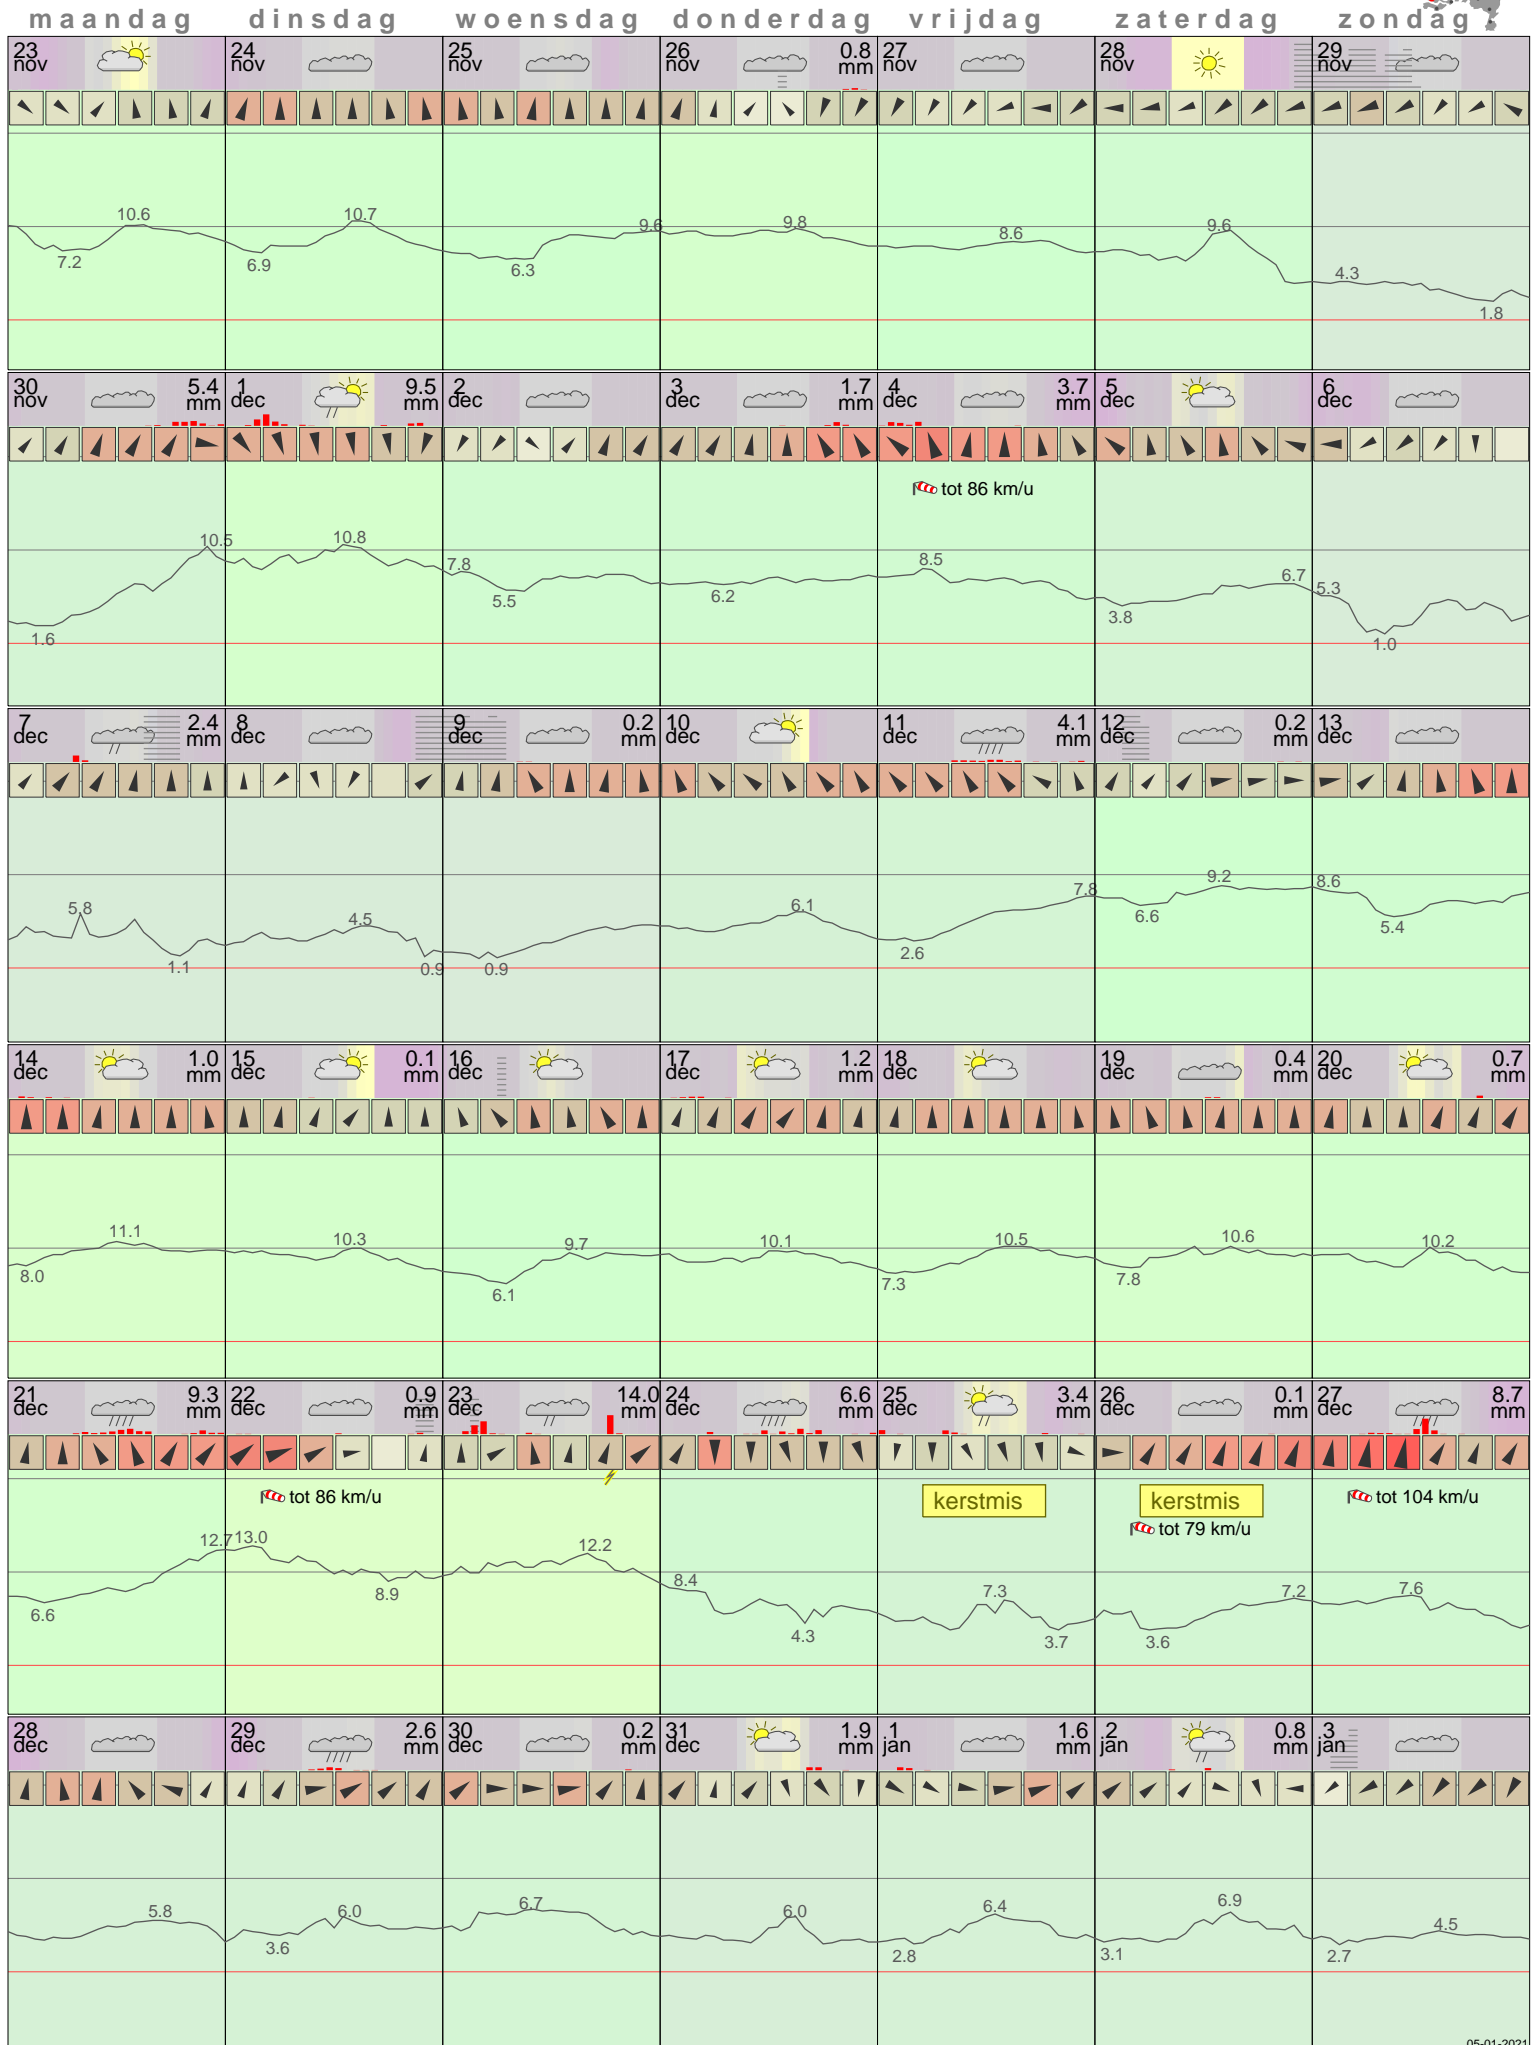 maandag dinsdag woensdag donderdag vrijdag zaterdag zondag
23 24 25 26 0.8 27 28 29
nov nov nov nov mm nov nov nov
10.6 10.7 9.6 9.8 8.6 9.6 4.3
7.2 6.9 6.3 1.8
30 5.4 1 9.5 2 3 1.7 4 3.7 5 6
nov mm dec mm dec dec mm dec mm dec dec
tot 86 km/u
10.5 10.8 7.8 8.5 6.7 5.3
1.6 5.5 6.2 3.8 1.0
7 2.4 8 9 0.2 10 11 4.1 12 0.2 13
dec mm dec dec mm dec dec mm dec mm dec
5.8 4.5 6.1 7.8 9.2 8.6
1.1 0.9 0.9 2.6 6.6 5.4
14 1.0 15 0.1 16 17 1.2 18 19 0.4 20 0.7
dec mm dec mm dec dec mm dec dec mm dec mm
11.1 10.3 9.7 10.1 10.5 10.6 10.2
8.0 6.1 7.3 7.8
21 9.3 22 0.9 23 14.0 24 6.6 25 3.4 26 0.1 27 8.7
dec mm dec mm dec mm dec mm dec mm dec mm dec mm
tot 86 km/u kerstmis kerstmis tot 104 km/u
tot 79 km/u
12.7 13.0 12.2 8.4 7.3 7.2 7.6
6.6 8.9 4.3 3.7 3.6
28 29 2.6 30 0.2 31 1.9 1 1.6 2 0.8 3
dec dec mm dec mm dec mm jan mm jan mm jan
5.8 6.0 6.7 6.0 6.4 6.9 4.5
3.6 2.8 3.1 2.7
05-01-2021